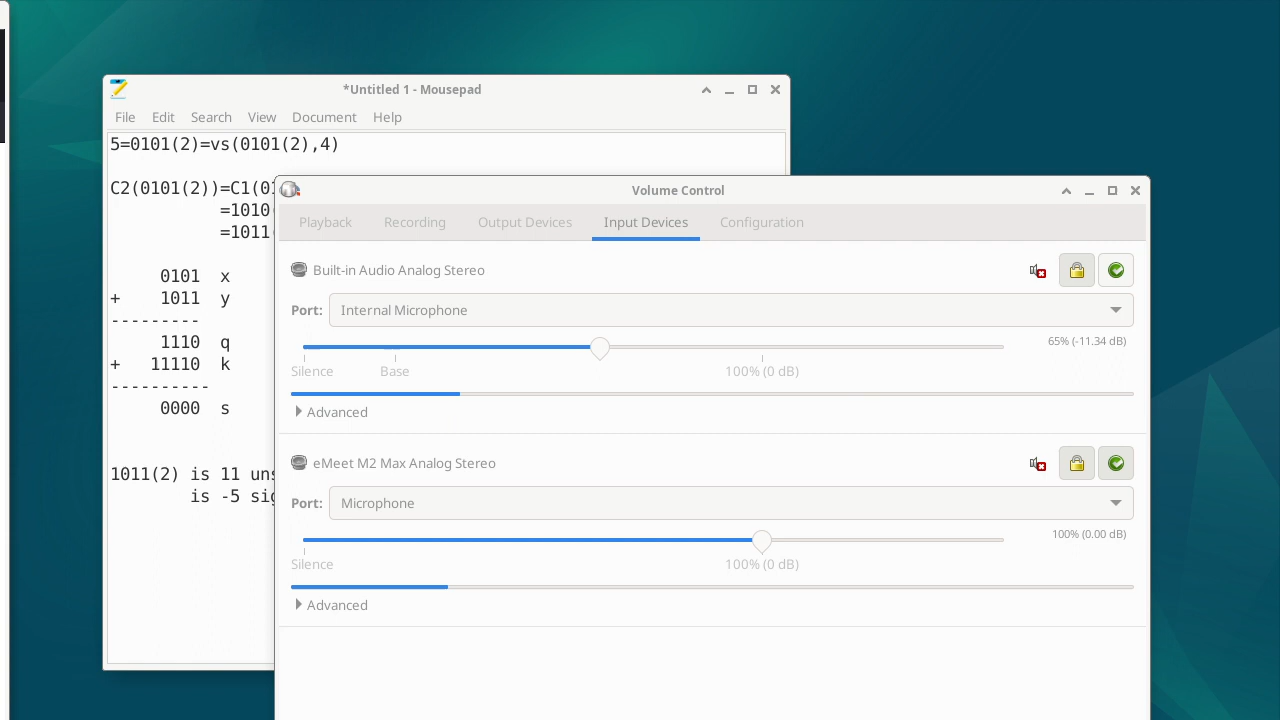 *Untitled 1 - Mousepad
File Edit Search View Document Help
5=0101(2)=vs(0101(2),4)
C2(0101(2))=C1(01
=1010
=1011
0101 x
+ 1011 y
---------
1110 q
+ 11110 k
----------
0000 s
1011(2) is 11 uns
is -5 sig
Volume Control
Playback Recording Output Devices Input Devices Configuration
Built-in Audio Analog Stereo
Port: Internal Microphone
65% (-11.34 dB)
Silence Base 100% (0 dB)
Advanced
eMeet M2 Max Analog Stereo
Port: Microphone
100% (0.00 dB)
Silence 100% (0 dB)
Advanced